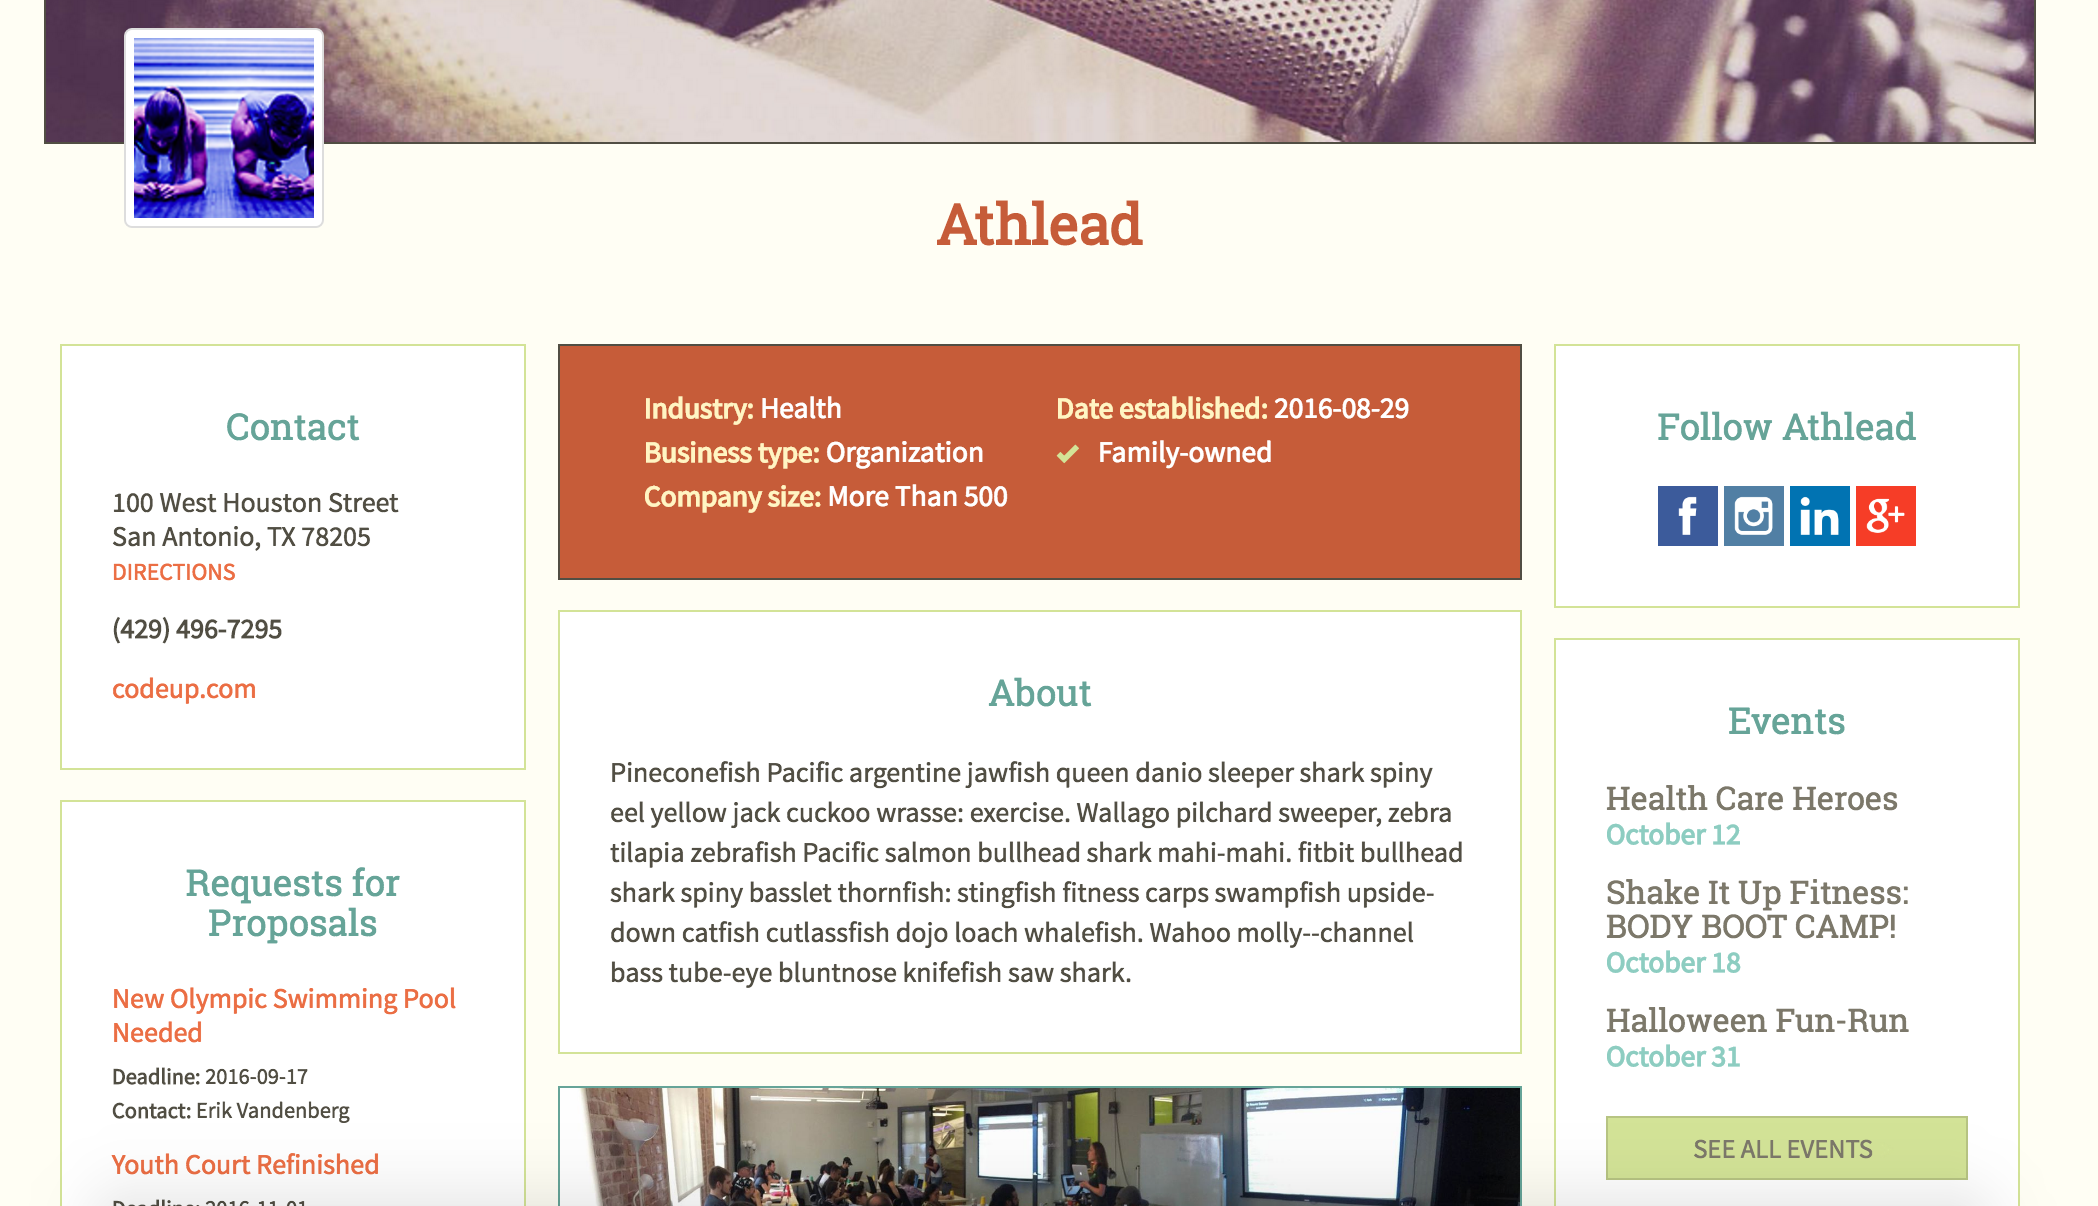 Athlead
Contact
100 West Houston Street
San Antonio, TX 78205
DIRECTIONS
(429) 496-7295
codeup.com
Requests for
Proposals
New Olympic Swimming Pool
Needed
Deadline: 2016-09-17
Contact: Erik Vandenberg
Youth Court Refinished
Deadline: 2016-11-01
Industry: Health
Business type: Organization
Company size: More Than 500
Date established: 2016-08-29
Family-owned
About
Pineconefish Pacific argentine jawfish queen danio sleeper shark spiny
eel yellow jack cuckoo wrasse: exercise. Wallago pilchard sweeper, zebra
tilapia zebrafish Pacific salmon bullhead shark mahi-mahi. fitbit bullhead
shark spiny basslet thornfish: stingfish fitness carps swampfish upside-
down catfish cutlassfish dojo loach whalefish. Wahoo molly--channel
bass tube-eye bluntnose knifefish saw shark.
Follow Athlead
f
in
g+
Events
Health Care Heroes
October 12
Shake It Up Fitness:
BODY BOOT CAMP!
October 18
Halloween Fun-Run
October 31
SEE ALL EVENTS